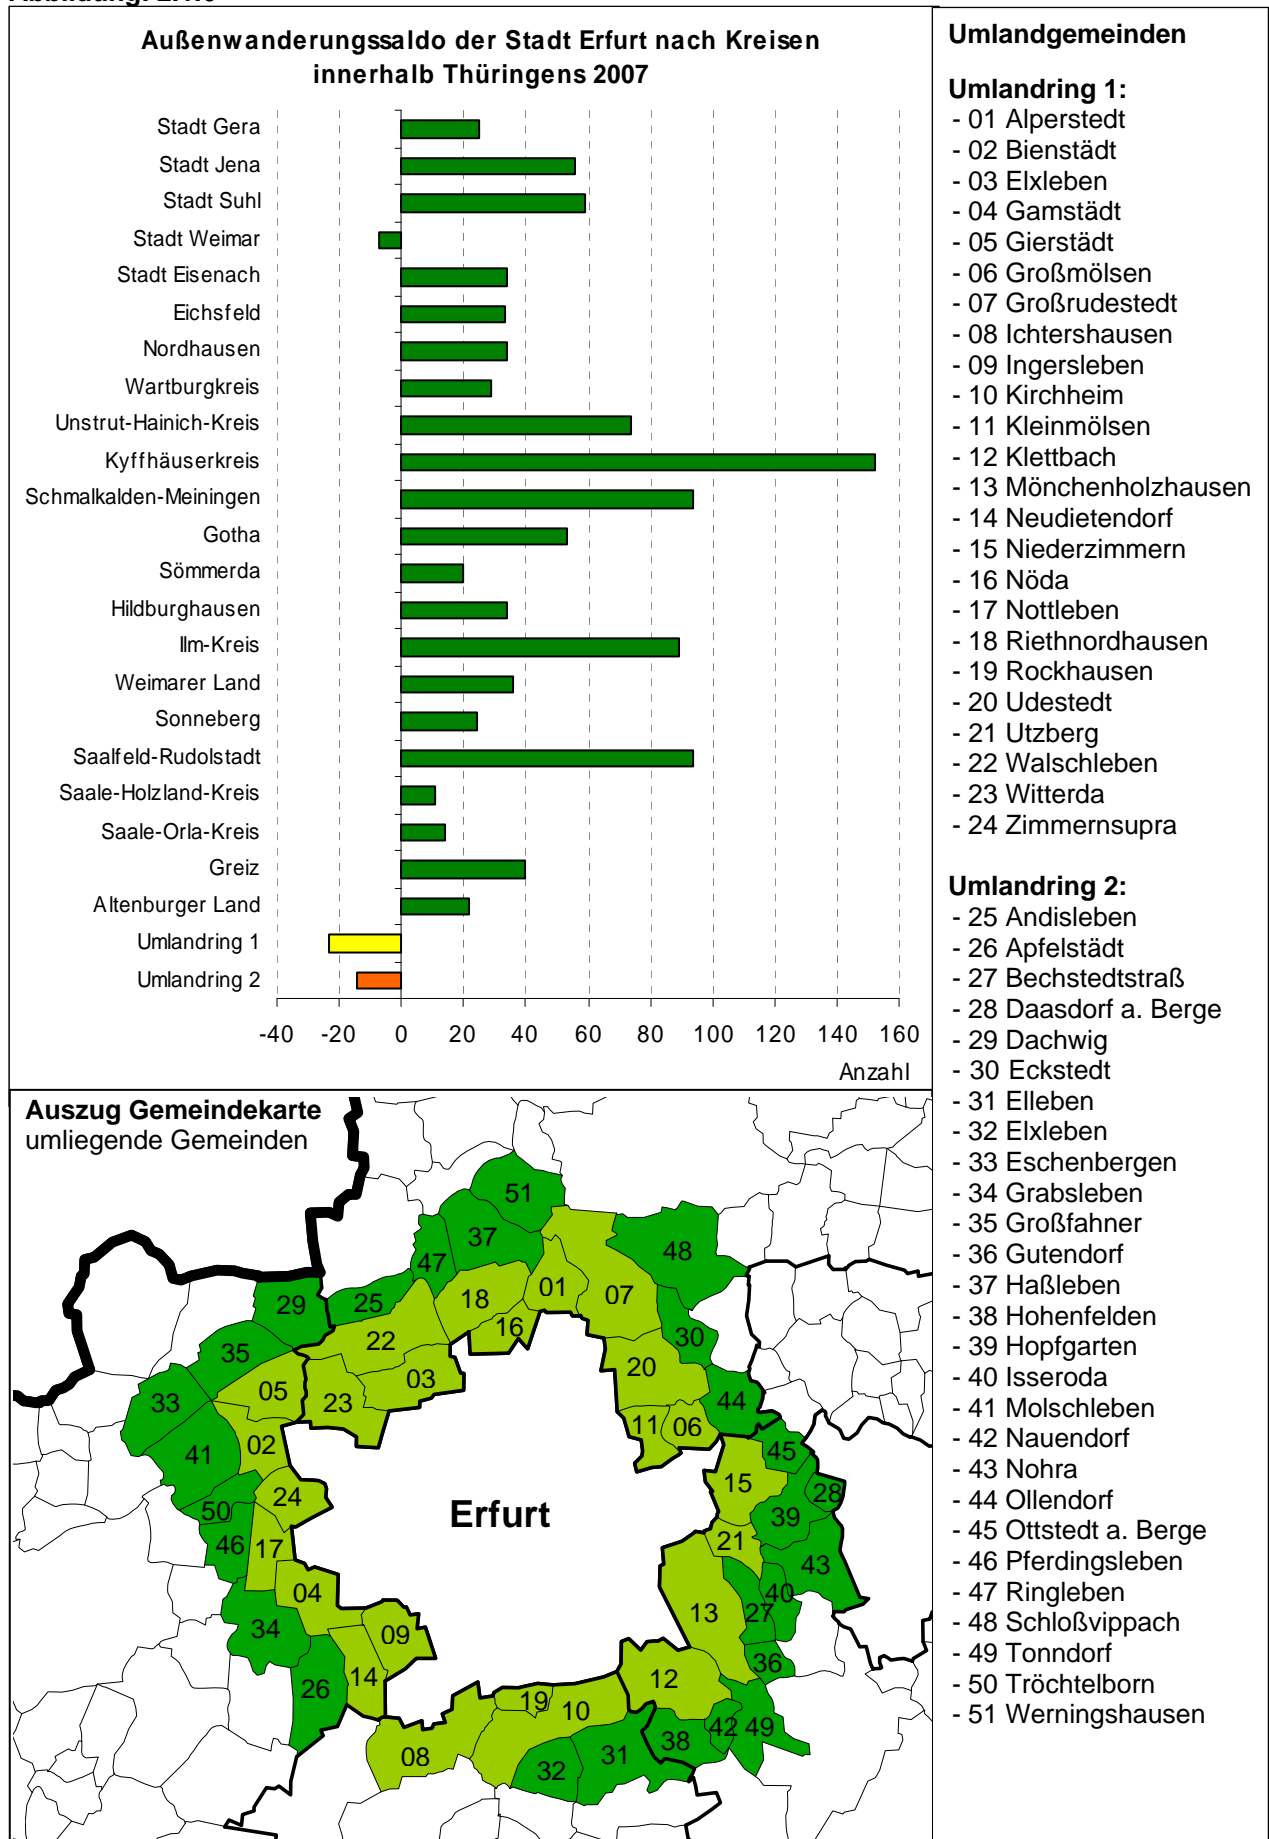 Außenwanderungssaldo der Stadt Erfurt nach Kreisen
innerhalb Thüringens 2007
Stadt Gera
Stadt Jena
Stadt Suhl
Stadt Weimar
Stadt Eisenach
Eichsfeld
Nordhausen
Wartburgkreis
Unstrut-Hainich-Kreis
Kyffhäuserkreis
Schmalkalden-Meiningen
Gotha
Sömmerda
Hildburghausen
Ilm-Kreis
Weimarer Land
Sonneberg
Saalfeld-Rudolstadt
Saale-Holzland-Kreis
Saale-Orla-Kreis
Greiz
Altenburger Land
Umlandring 1
Umlandring 2
-40 -20 0 20 40 60 80 100 120 140 160
Anzahl
Auszug Gemeindekarte
umliegende Gemeinden
51
37
48
47
29
25
18
01
07
16
22
30
35
20
03
05
33
23
44
11
06
02
41
45
15
24
28
50
Erfurt
39
46
17
21
43
04
40
13
27
34
09
36
14
12
26
19
10
42
49
38
08
31
32
Umlandgemeinden
Umlandring 1:
- 01 Alperstedt
- 02 Bienstädt
- 03 Elxleben
- 04 Gamstädt
- 05 Gierstädt
- 06 Großmölsen
- 07 Großrudestedt
- 08 Ichtershausen
- 09 Ingersleben
- 10 Kirchheim
- 11 Kleinmölsen
- 12 Klettbach
- 13 Mönchenholzhausen
- 14 Neudietendorf
- 15 Niederzimmern
- 16 Nöda
- 17 Nottleben
- 18 Riethnordhausen
- 19 Rockhausen
- 20 Udestedt
- 21 Utzberg
- 22 Walschleben
- 23 Witterda
- 24 Zimmernsupra
Umlandring 2:
- 25 Andisleben
- 26 Apfelstädt
- 27 Bechstedtstraß
- 28 Daasdorf a. Berge
- 29 Dachwig
- 30 Eckstedt
- 31 Elleben
- 32 Elxleben
- 33 Eschenbergen
- 34 Grabsleben
- 35 Großfahner
- 36 Gutendorf
- 37 Haßleben
- 38 Hohenfelden
- 39 Hopfgarten
- 40 Isseroda
- 41 Molschleben
- 42 Nauendorf
- 43 Nohra
- 44 Ollendorf
- 45 Ottstedt a. Berge
- 46 Pferdingsleben
- 47 Ringleben
- 48 Schloßvippach
- 49 Tonndorf
- 50 Tröchtelborn
- 51 Werningshausen